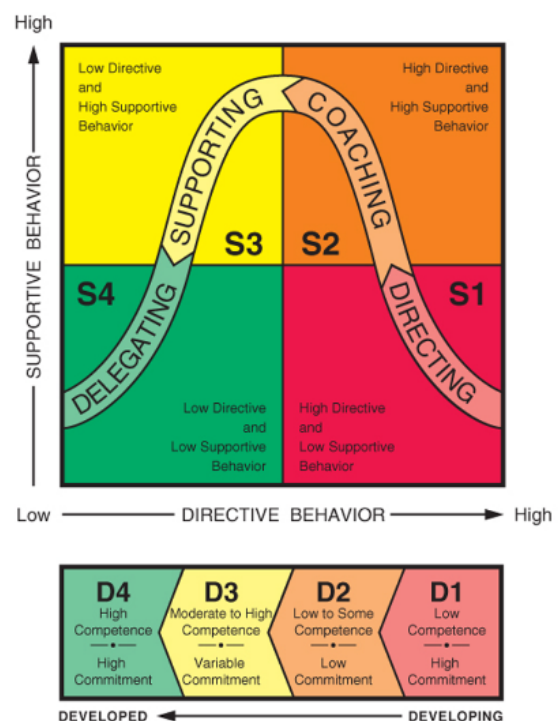 High
Low Directive
and
High Supportive
Behavior
High Directive
and
High Supportive
Behavior
SUPPORTING
COACHING
S3
S2
S4
S1
DELEGATING
DIRECTING
Low Directive
and
Low Supportive
Behavior
High Directive
and
Low Supportive
Behavior
SUPPORTIVE BEHAVIOR
Low
DIRECTIVE BEHAVIOR
High
D4
High
Competence
High
Commitment
D3
Moderate to High
Competence
Variable
Commitment
D2
Low to Some
Competence
Low
Commitment
D1
Low
Competence
High
Commitment
DEVELOPED
DEVELOPING